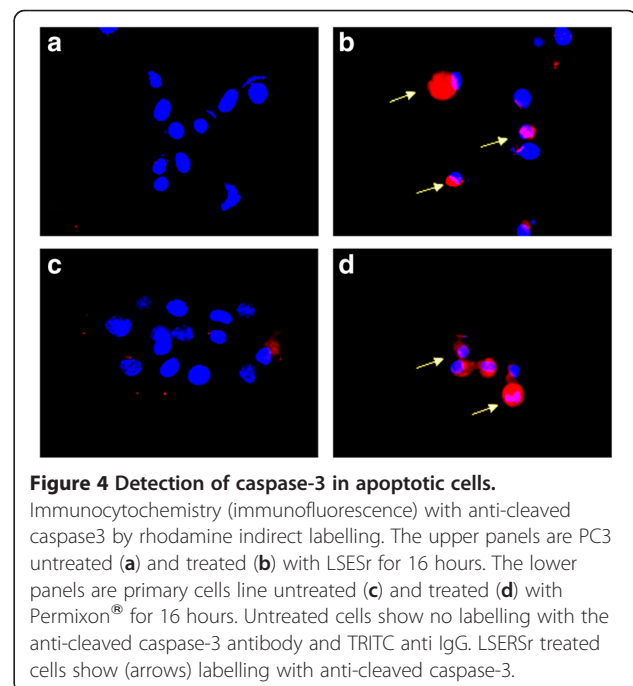 a
b
c
d
Figure 4 Detection of caspase-3 in apoptotic cells.
Immunocytochemistry (immunofluorescence) with anti-cleaved
caspase3 by rhodamine indirect labelling. The upper panels are PC3
untreated (a) and treated (b) with LSESr for 16 hours. The lower
panels are primary cells line untreated (c) and treated (d) with
Permixon® for 16 hours. Untreated cells show no labelling with the
anti-cleaved caspase-3 antibody and TRITC anti IgG. LSERSr treated
cells show (arrows) labelling with anti-cleaved caspase-3.